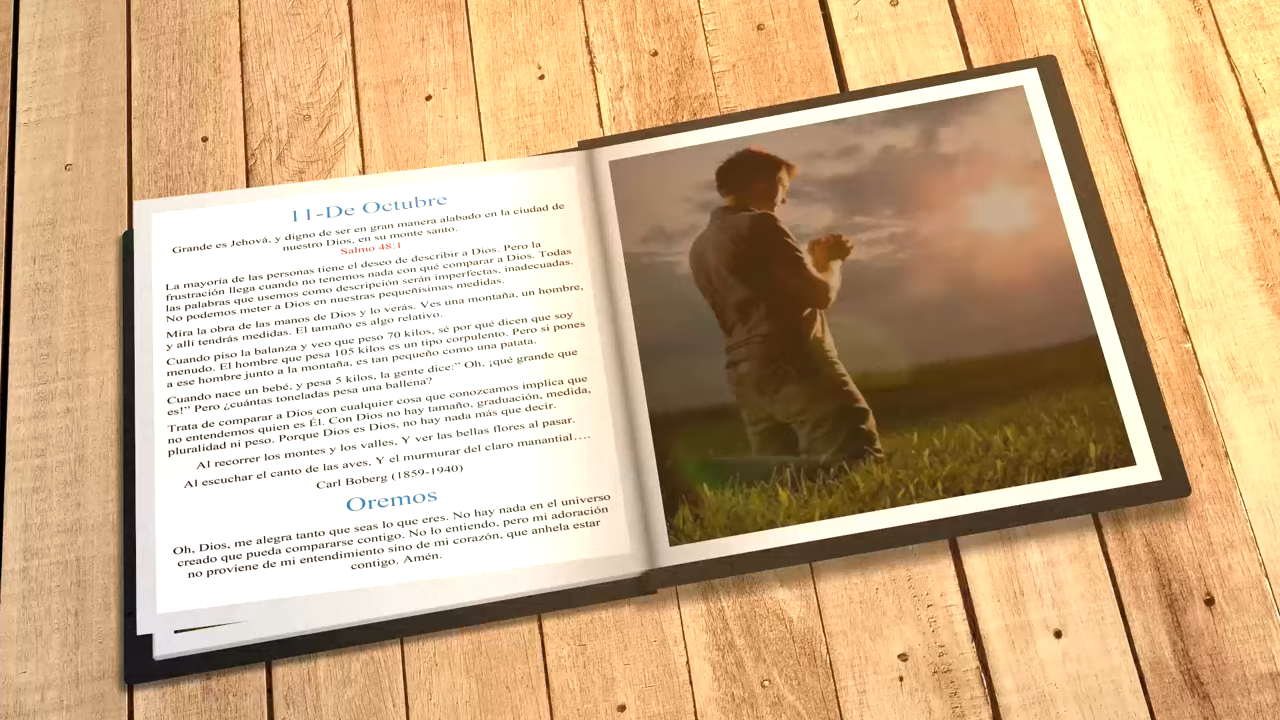 11-De Octubre
Grande es Jehová, y digno de ser en gran manera alabado en la ciudad de
nuestro Dios, en su monte santo.
Salmo 48:1
La mayoría de las personas tiene el deseo de describir a Dios. Pero la
frustración llega cuando no tenemos nada con qué comparar a Dios. Todas
las palabras que usemos como descripción serán imperfectas, inadecuadas.
No podemos meter a Dios en nuestras pequeñísimas medidas.
Mira la obra de las manos de Dios y lo verás. Ves una montaña, un hombre,
y allí tendrás medidas. El tamaño es algo relativo.
Cuando piso la balanza y veo que peso 70 kilos, sé por qué dicen que soy
menudo. El hombre que pesa 105 kilos es un tipo corpulento. Pero si pones
a ese hombre junto a la montaña, es tan pequeño como una patata.
Cuando nace un bebé, y pesa 5 kilos, la gente dice:" Oh, ¡qué grande que
es!" Pero ¿cuántas toneladas pesa una ballena?
Trata de comparar a Dios con cualquier cosa que conozcamos implica que
no entendemos quien es Él. Con Dios no hay tamaño, graduación, medida,
pluralidad ni peso. Porque Dios es Dios, no hay nada más que decir.
Al recorrer los montes y los valles. Y ver las bellas flores al pasar.
Al escuchar el canto de las aves. Y el murmurar del claro manantial….
Carl Boberg (1859-1940)
Oremos
Oh, Dios, me alegra tanto que seas lo que eres. No hay nada en el universo
creado que pueda compararse contigo. No lo entiendo, pero mi adoración
no proviene de mi entendimiento sino de mi corazón, que anhela estar
contigo. Amén.